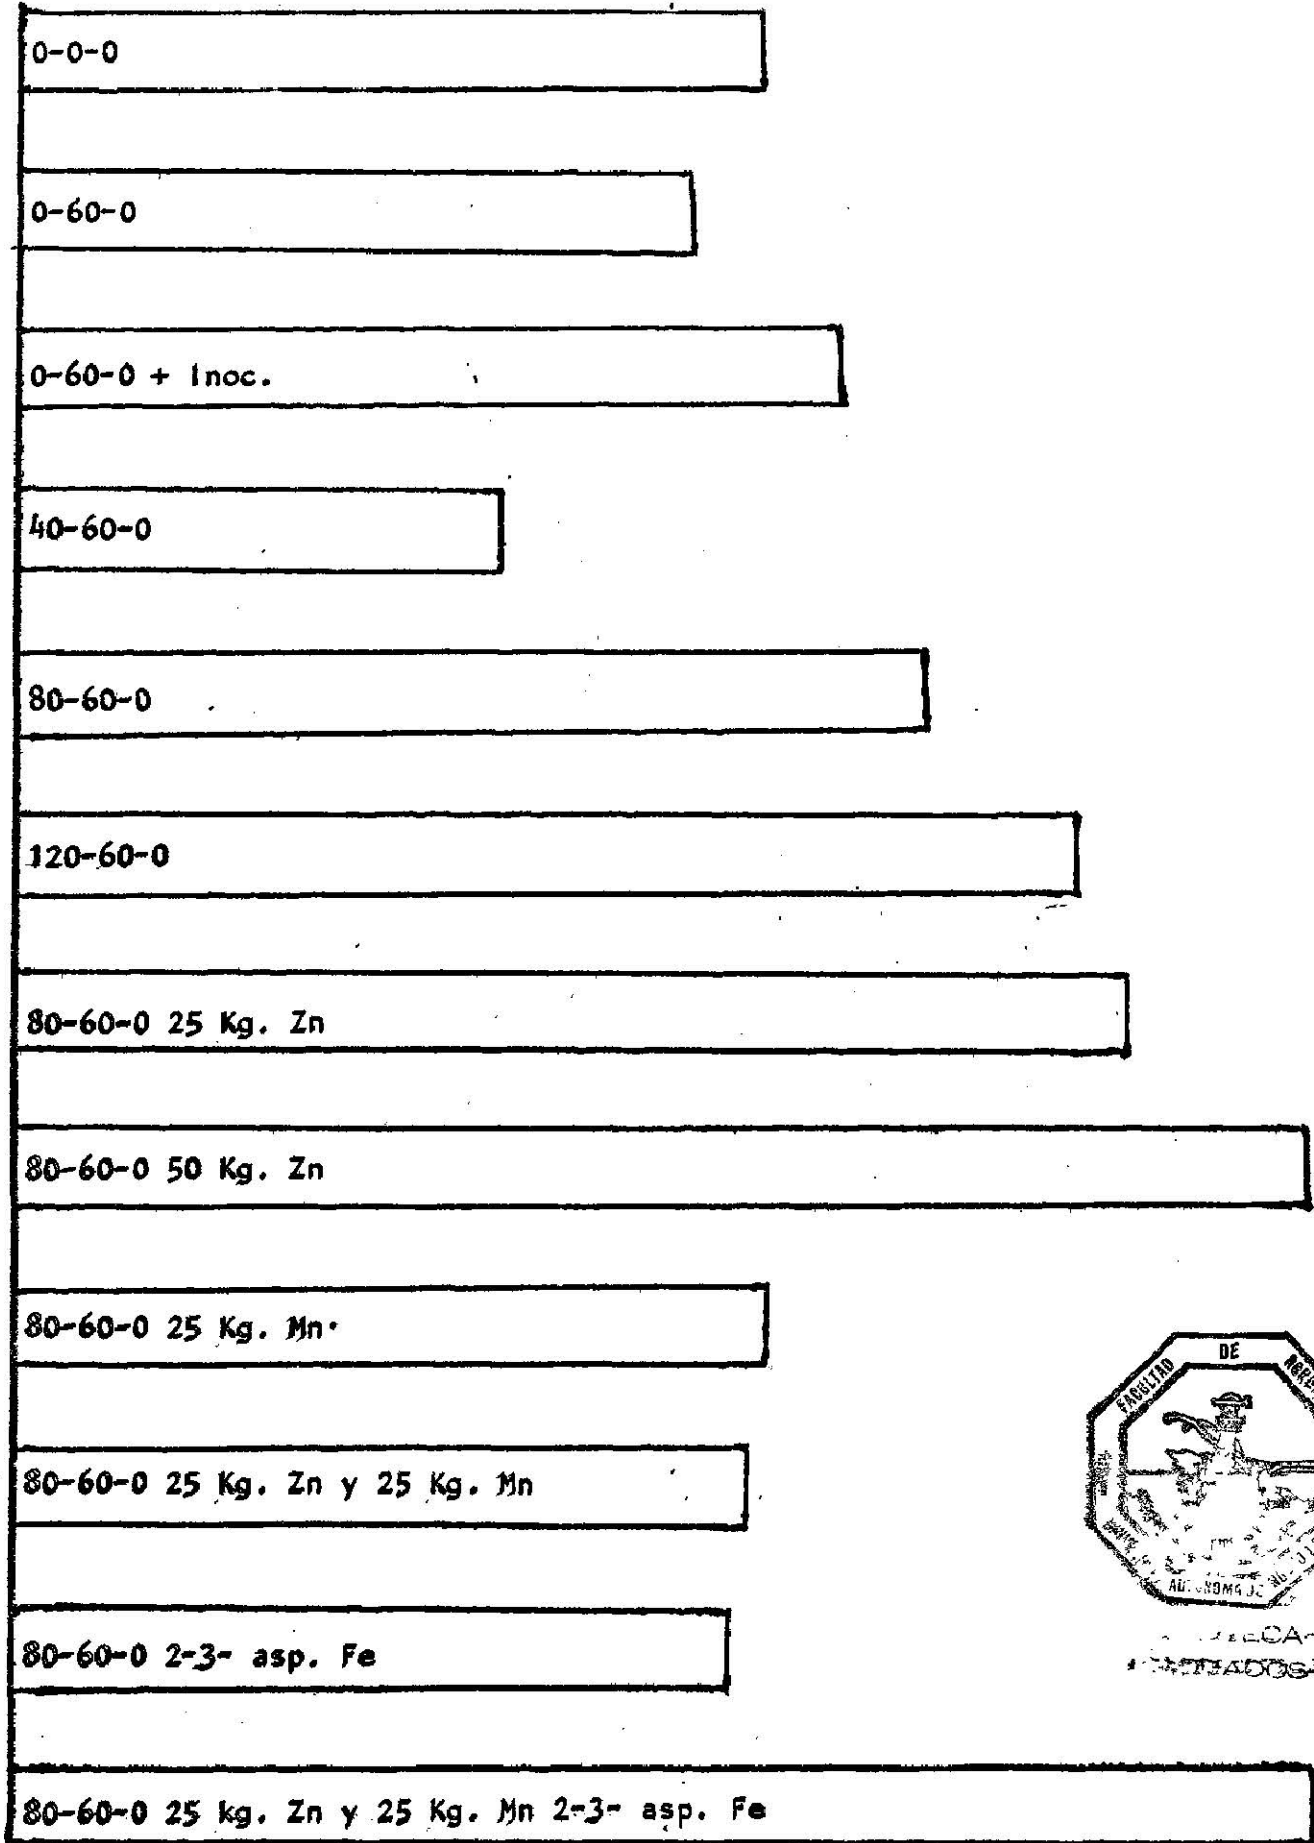 0-0-0
0-60-0
0-60-0 + Inoc.
40-60-0
80-60-0
120-60-0
80-60-0 25 Kg. Zn
80-60-0 50 Kg. Zn
80-60-0 25 Kg. Mn.
80-60-0 25 Kg. Zn y 25 Kg. Mn
FACULTAD DE
80-60-0 2-3- asp. Fe
80-60-0 25 kg. Zn y 25 Kg. Mn 2-3- asp. Fe